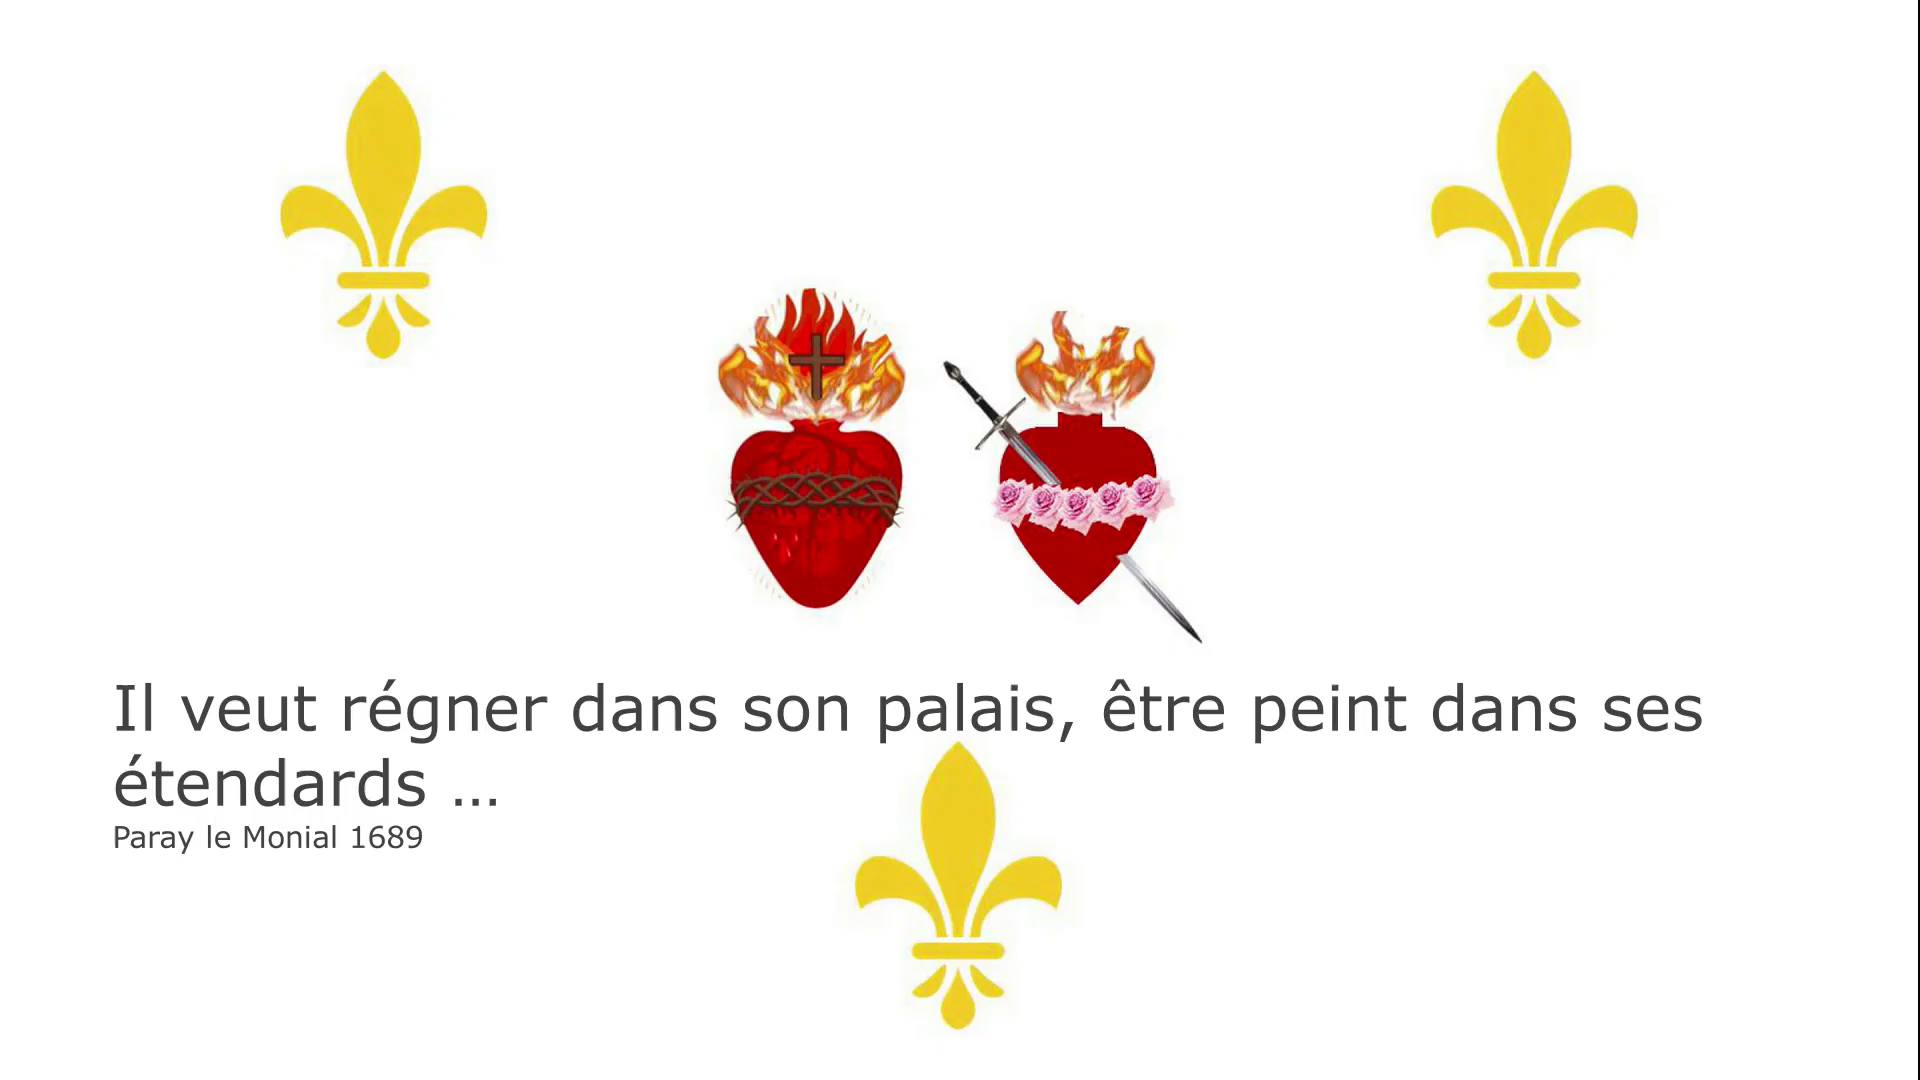 Il veut régner dans son palais, être peint dans ses
étendards …
Paray le Monial 1689